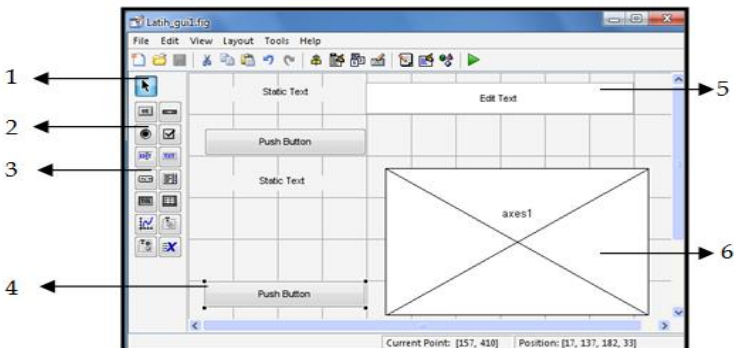 Latih_gui1.fig
File Edit View Layout Tools Help
1
2
3
4
Static Text
Edit Text
Push Button
Static Text
axes1
Push Button
5
6
Current Point: [157, 410] Position: [17, 137, 182, 33]